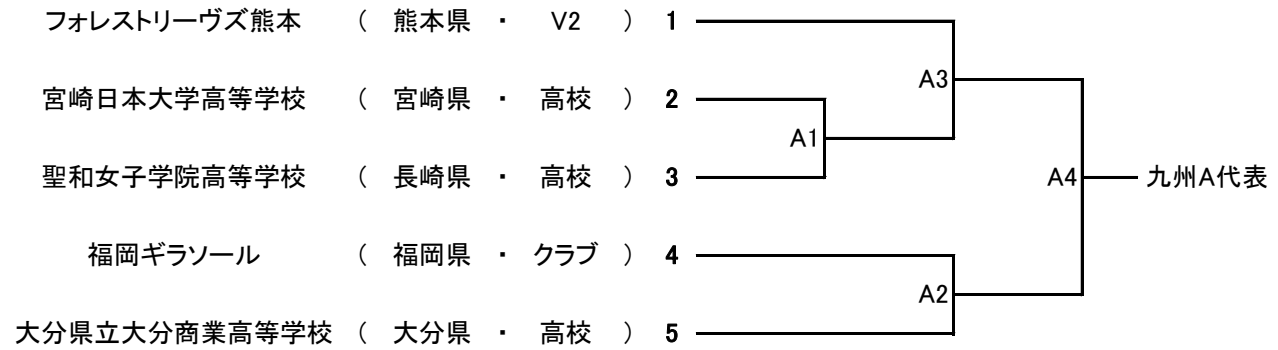 フォレストリーヴズ熊本 ( 熊本県 ・ V2 ) 1
A3
宮崎日本大学高等学校 ( 宮崎県 ・ 高校 ) 2
A1
聖和女子学院高等学校 ( 長崎県 ・ 高校 ) 3
A4 九州A代表
福岡ギラソール ( 福岡県 ・ クラブ ) 4
A2
大分県立大分商業高等学校 ( 大分県 ・ 高校 ) 5